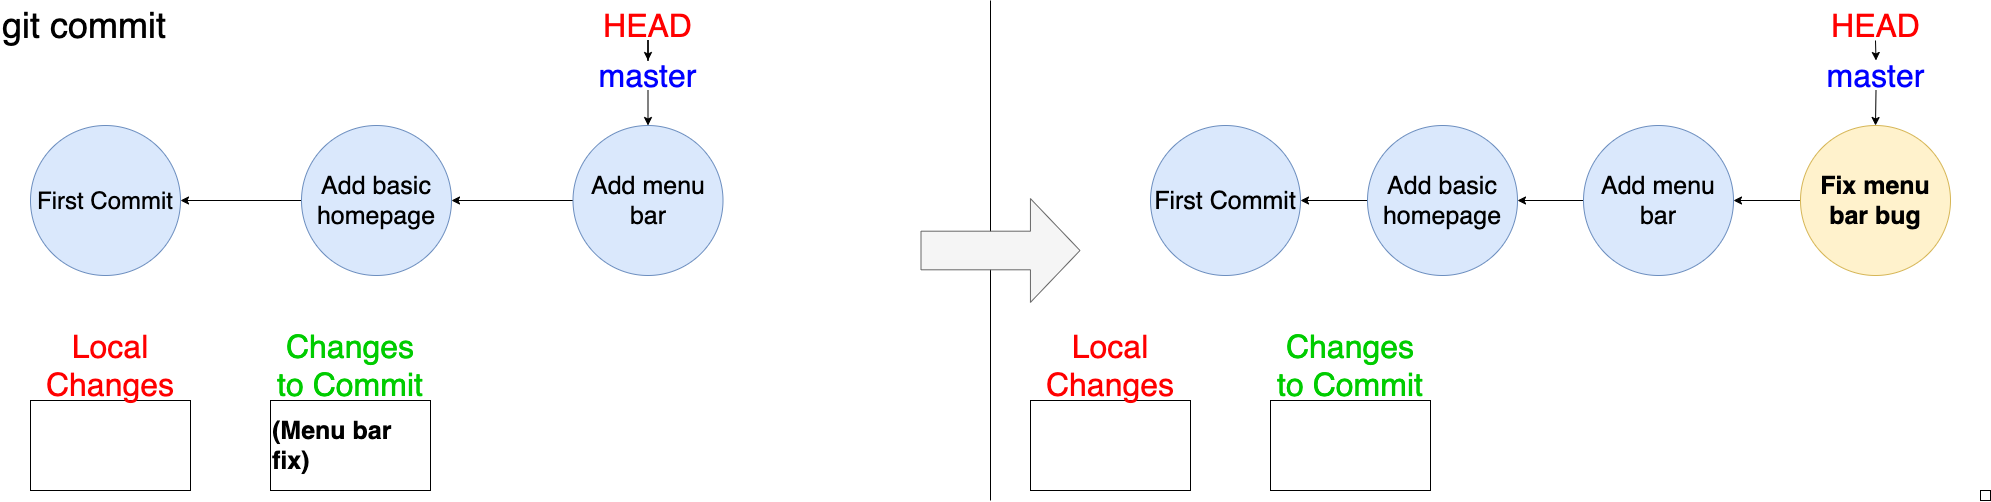 git commit
HEAD
master
First Commit
Add basic
homepage
Add menu
bar
Local
Changes
Changes
to Commit
(Menu bar
fix)
HEAD
master
First Commit
Add basic
homepage
Add menu
bar
Fix menu
bar bug
Local
Changes
Changes
to Commit